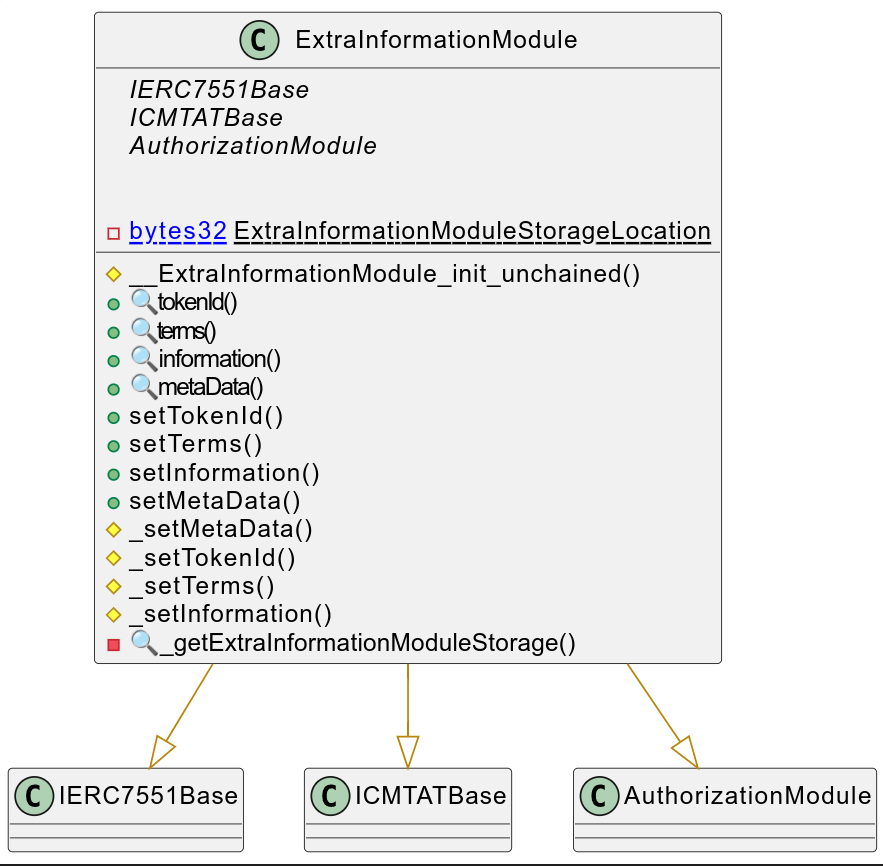 C ExtraInformationModule
IERC7551Base
ICMTATBase
AuthorizationModule
bytes32 ExtraInformationModuleStorageLocation
__ExtraInformationModule_init_unchained()
🔍tokenId()
🔍terms()
🔍information()
🔍metaData()
setTokenId()
setTerms()
setInformation()
setMetaData()
_setMetaData()
_setTokenId()
_setTerms()
_setInformation()
🔍_getExtraInformationModuleStorage()
C IERC7551Base
C ICMTATBase
C AuthorizationModule